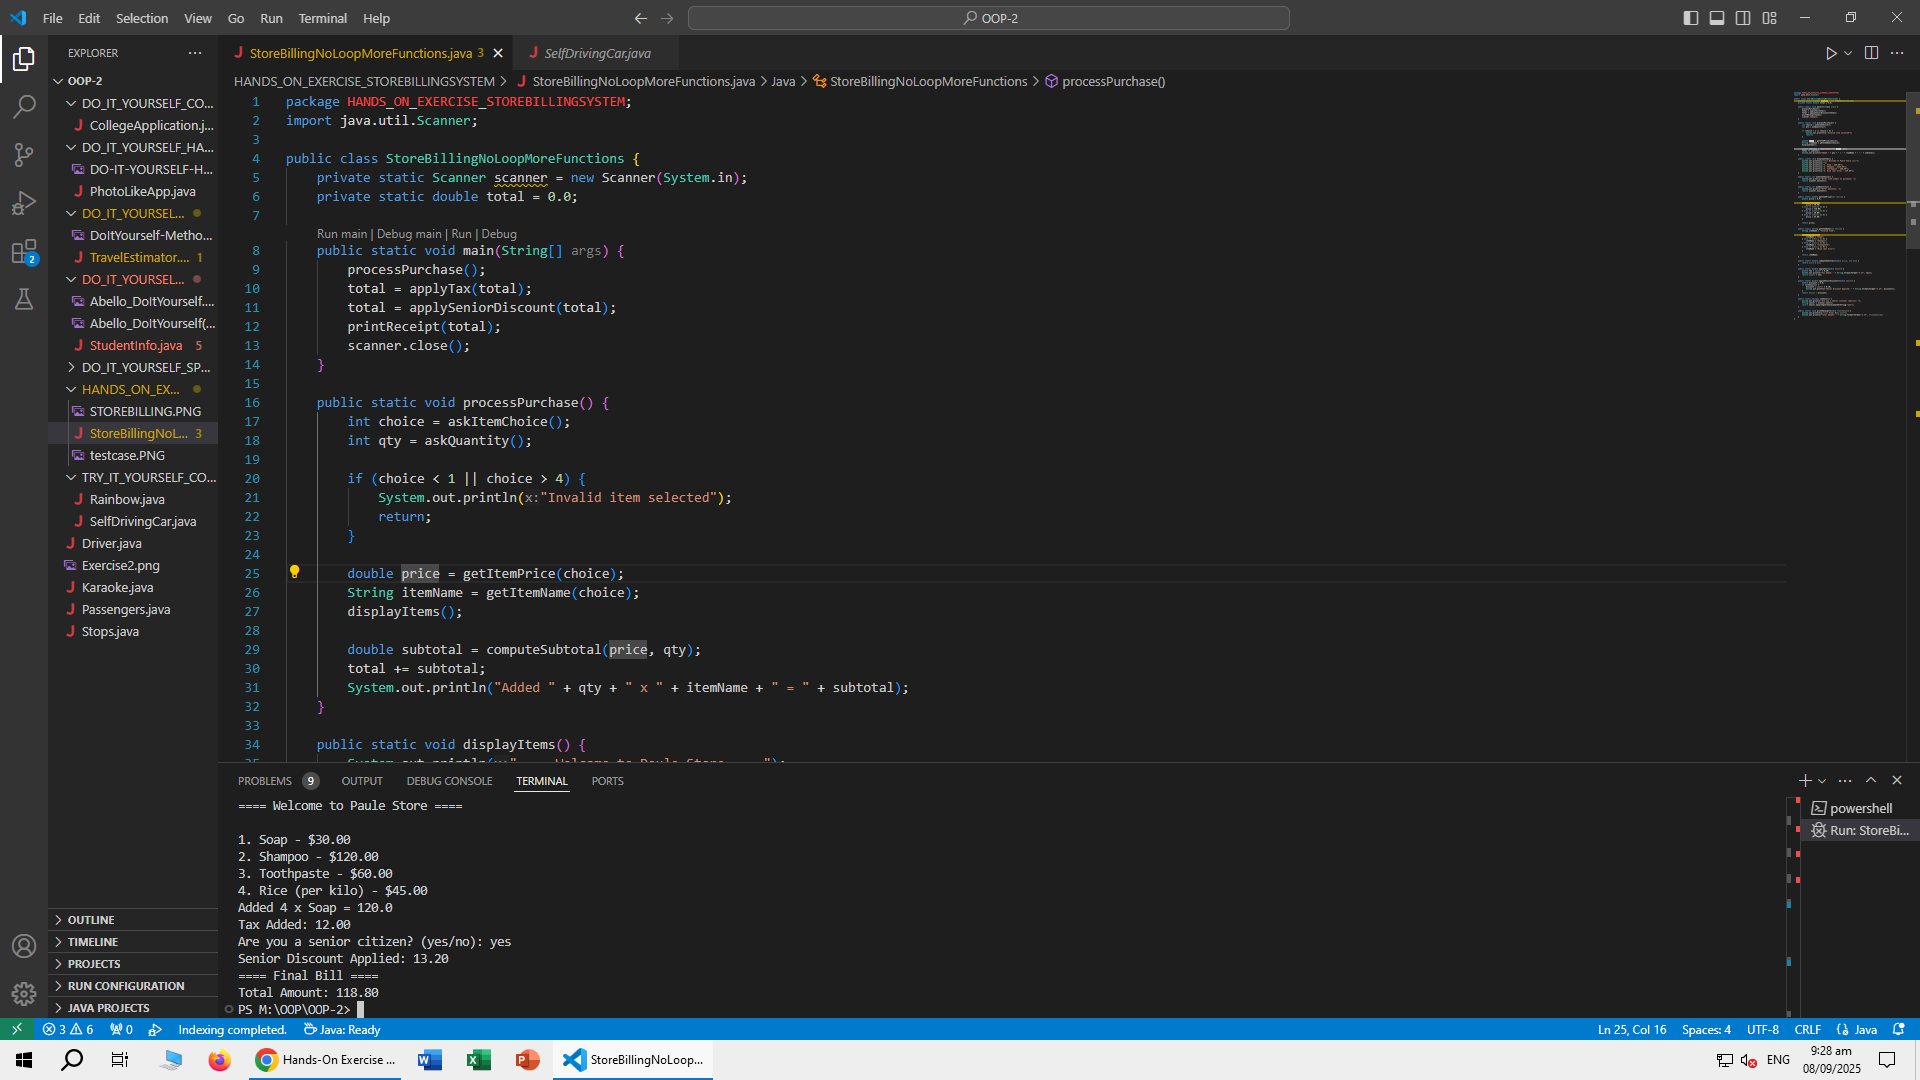 File Edit Selection View Go Run Terminal Help
OOP-2
EXPLORER
OOP-2
DO_IT_YOURSELF_CO...
CollegeApplication.j...
DO_IT_YOURSELF_HA...
DO-IT-YOURSELF-H...
PhotoLikeApp.java
DO_IT_YOURSEL...
DoItYourself-Metho...
TravelEstimator.... 1
DO_IT_YOURSEL...
Abello_DoItYourself....
Abello_DoItYourself(...
StudentInfo.java 5
DO_IT_YOURSELF_SP...
HANDS_ON_EX...
STOREBILLING.PNG
StoreBillingNoL... 3
testcase.PNG
TRY_IT_YOURSELF_CO...
Rainbow.java
SelfDrivingCar.java
Driver.java
Exercise2.png
Karaoke.java
Passengers.java
Stops.java
OUTLINE
TIMELINE
PROJECTS
RUN CONFIGURATION
JAVA PROJECTS
2
StoreBillingNoLoopMoreFunctions.java 3
SelfDrivingCar.java
HANDS_ON_EXERCISE_STOREBILLINGSYSTEM > StoreBillingNoLoopMoreFunctions.java > Java > StoreBillingNoLoopMoreFunctions > processPurchase()
1 package HANDS_ON_EXERCISE_STOREBILLINGSYSTEM;
2 import java.util.Scanner;
3
4 public class StoreBillingNoLoopMoreFunctions {
5 private static Scanner scanner = new Scanner(System.in);
6 private static double total = 0.0;
7
Run main | Debug main | Run | Debug
8 public static void main(String[] args) {
9 processPurchase();
10 total = applyTax(total);
11 total = applySeniorDiscount(total);
12 printReceipt(total);
13 scanner.close();
14 }
15
16 public static void processPurchase() {
17 int choice = askItemChoice();
18 int qty = askQuantity();
19
20 if (choice < 1 || choice > 4) {
21 System.out.println(x:"Invalid item selected");
22 return;
23 }
24
25 double price = getItemPrice(choice);
26 String itemName = getItemName(choice);
27 displayItems();
28
29 double subtotal = computeSubtotal(price, qty);
30 total += subtotal;
31 System.out.println("Added " + qty + " x " + itemName + " = " + subtotal);
32 }
33
34 public static void displayItems() {
PROBLEMS 9 OUTPUT DEBUG CONSOLE TERMINAL PORTS
==== Welcome to Paule Store ====
1. Soap - $30.00
2. Shampoo - $120.00
3. Toothpaste - $60.00
4. Rice (per kilo) - $45.00
Added 4 x Soap = 120.0
Tax Added: 12.00
Are you a senior citizen? (yes/no): yes
Senior Discount Applied: 13.20
==== Final Bill ====
Total Amount: 118.80
PS M:\OOP\OOP-2>
powershell
Run: StoreBi...
3 6 0 Indexing completed. Java: Ready
Ln 25, Col 16 Spaces: 4 UTF-8 CRLF Java
Hands-On Exercise ...
StoreBillingNoLoop...
ENG
9:28 am
08/09/2025